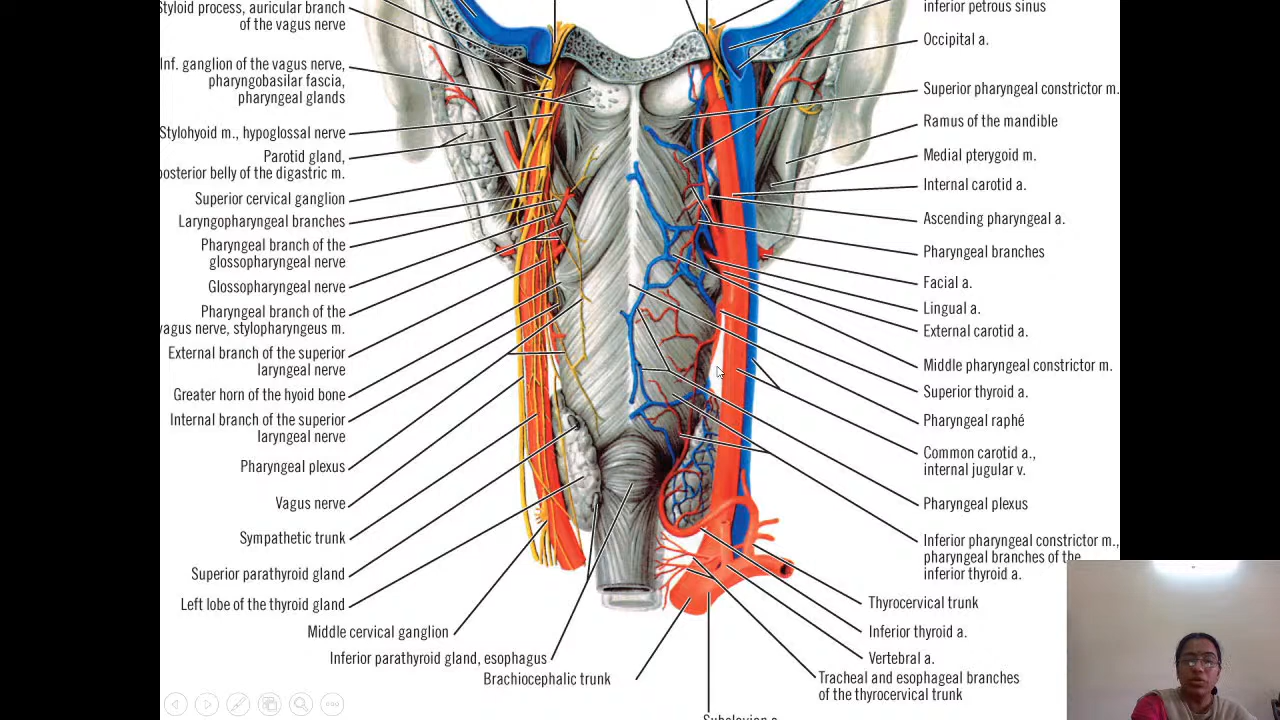 Styloid process, auricular branch
of the vagus nerve
Inf. ganglion of the vagus nerve,
pharyngobasilar fascia,
pharyngeal glands
Stylohyoid m., hypoglossal nerve
Parotid gland,
posterior belly of the digastric m.
Superior cervical ganglion
Laryngopharyngeal branches
Pharyngeal branch of the
glossopharyngeal nerve
Glossopharyngeal nerve
Pharyngeal branch of the
vagus nerve, stylopharyngeus m.
External branch of the superior
laryngeal nerve
Greater horn of the hyoid bone
Internal branch of the superior
laryngeal nerve
Pharyngeal plexus
Vagus nerve
Sympathetic trunk
Superior parathyroid gland
Left lobe of the thyroid gland
Middle cervical ganglion
Inferior parathyroid gland, esophagus
Brachiocephalic trunk
inferior petrous sinus
Occipital a.
Superior pharyngeal constrictor m.
Ramus of the mandible
Medial pterygoid m.
Internal carotid a.
Ascending pharyngeal a.
Pharyngeal branches
Facial a.
Lingual a.
External carotid a.
Middle pharyngeal constrictor m.
Superior thyroid a.
Pharyngeal raphé
Common carotid a.,
internal jugular v.
Pharyngeal plexus
Inferior pharyngeal constrictor m.,
pharyngeal branches of the
inferior thyroid a.
Thyrocervical trunk
Inferior thyroid a.
Vertebral a.
Tracheal and esophageal branches
of the thyrocervical trunk
Subclavian a.